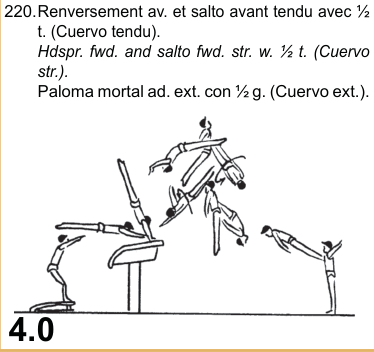 220.Renversement av. et salto avant tendu avec ½
t. (Cuervo tendu).
Hdspr. fwd. and salto fwd. str. w. ½ t. (Cuervo
str.).
Paloma mortal ad. ext. con ½ g. (Cuervo ext.).
4.0